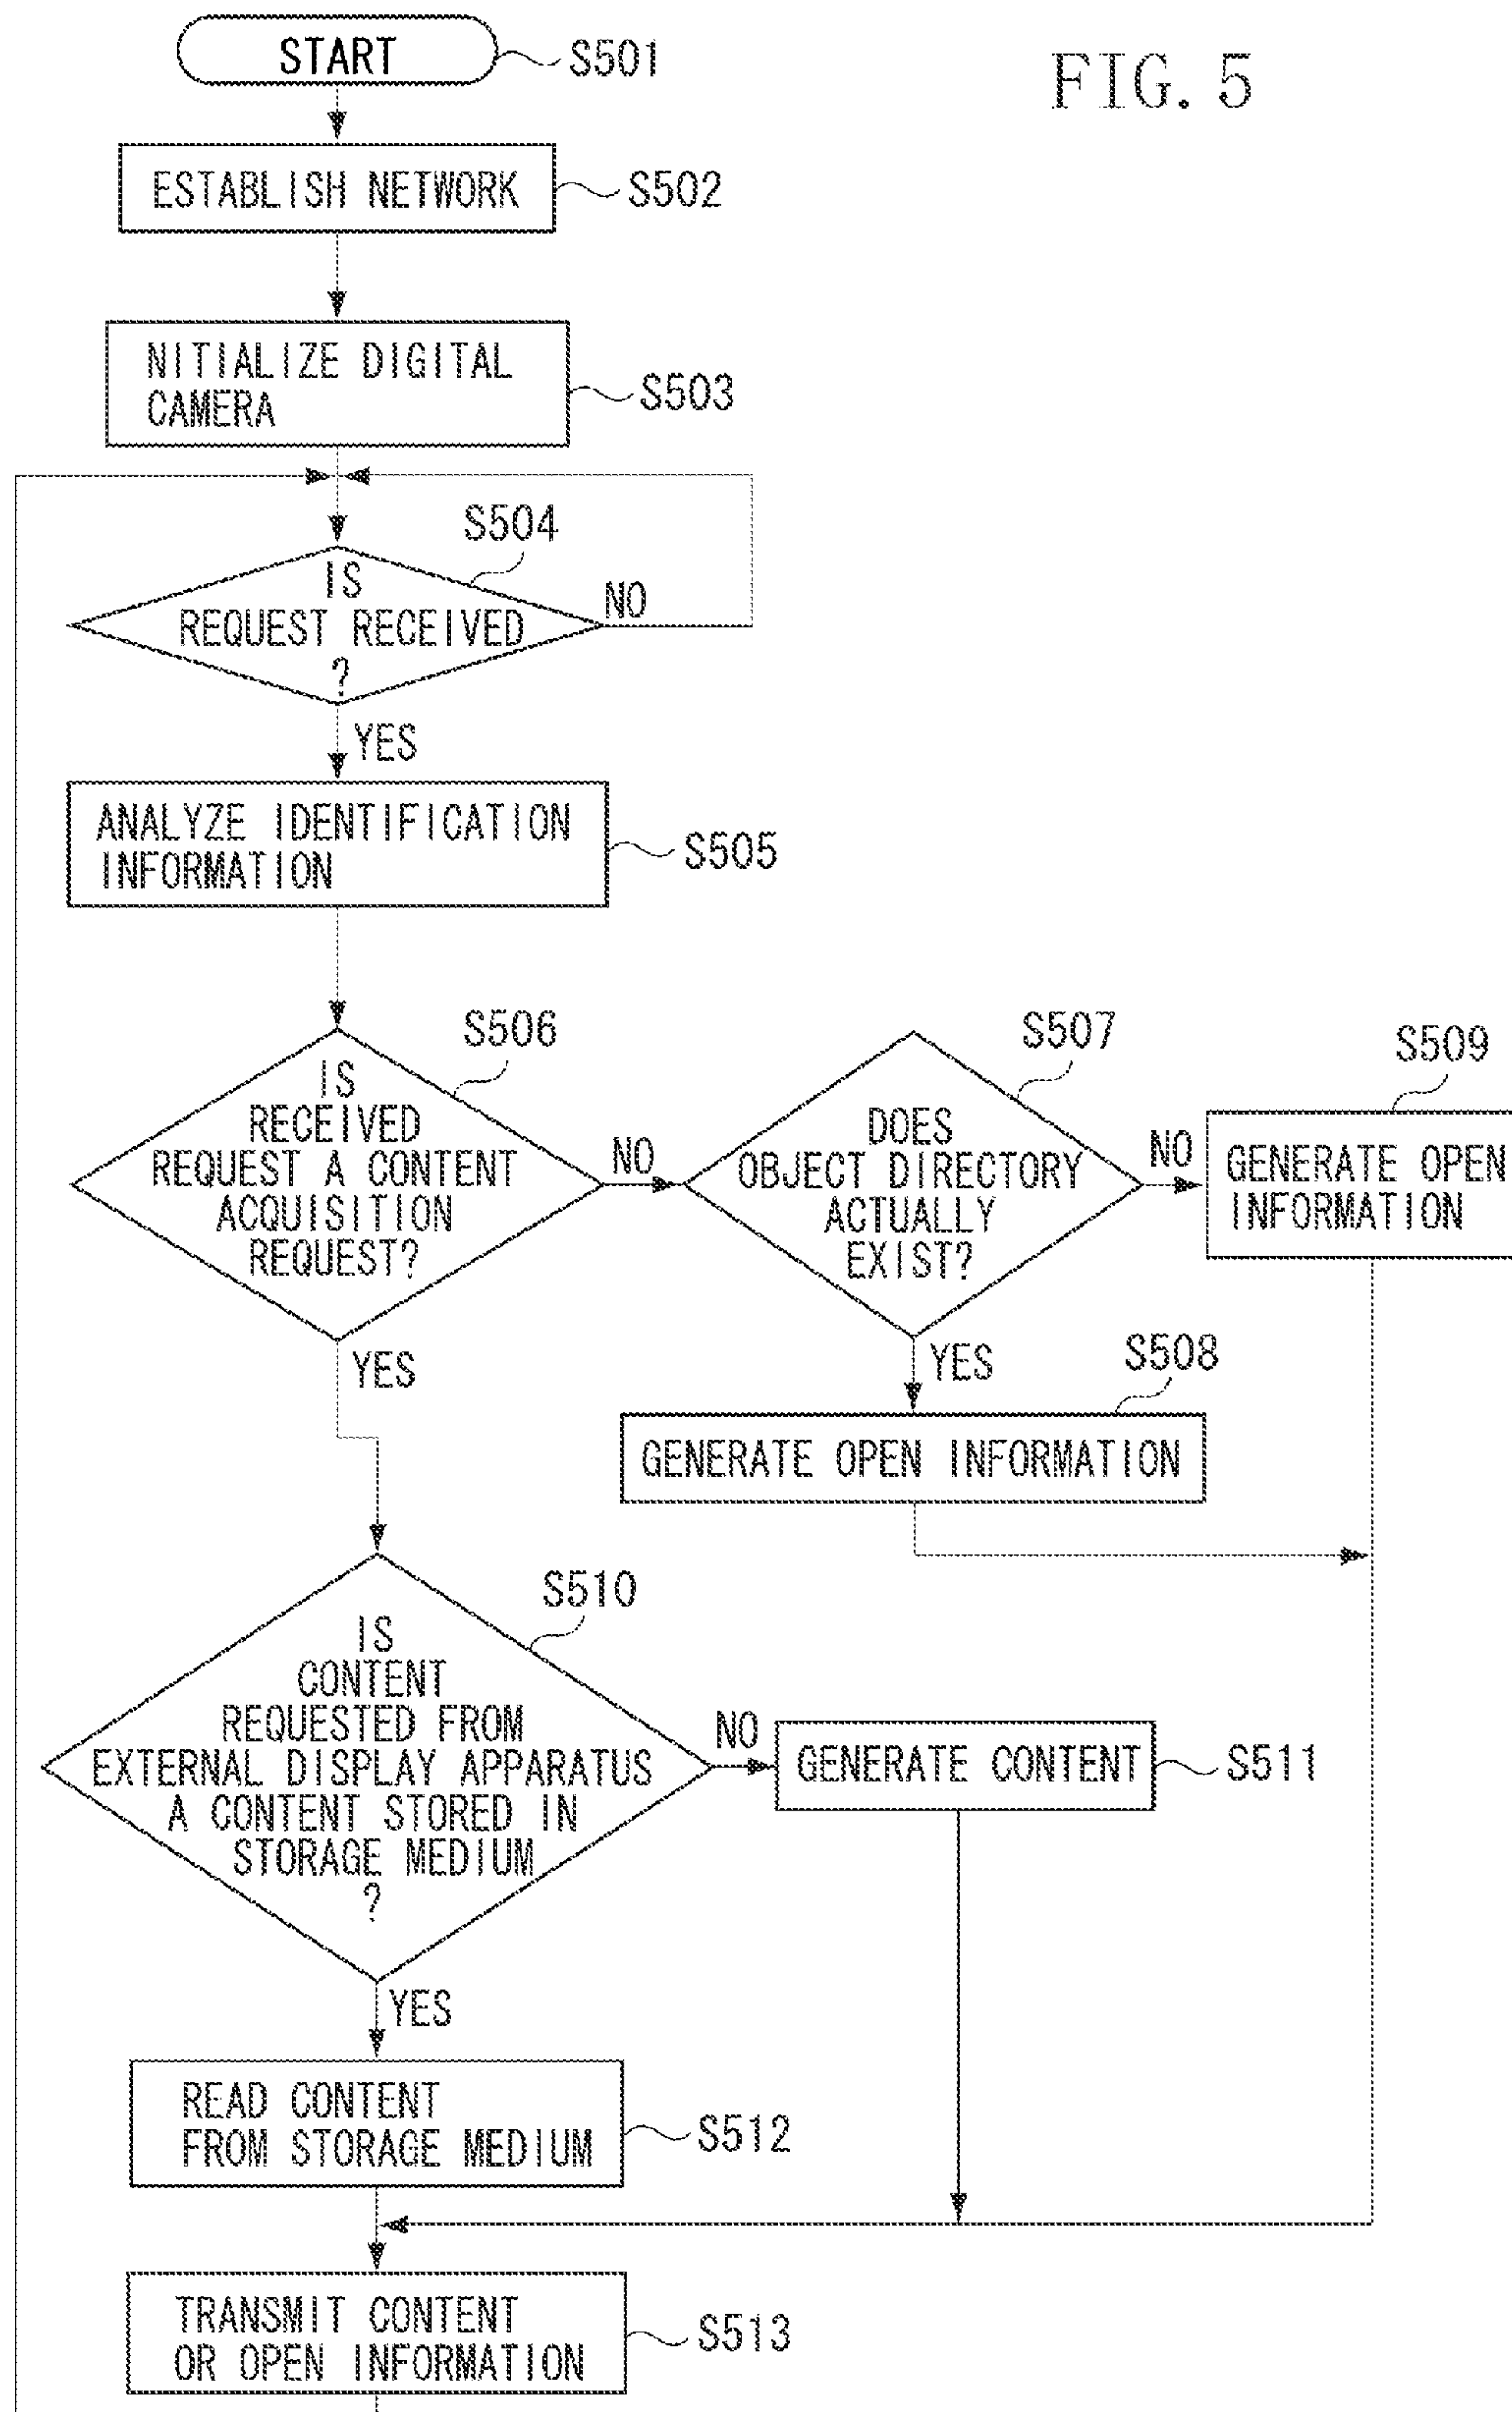 FIG. 5
START
S501
ESTABLISH NETWORK
S502
NITIALIZE DIGITAL
CAMERA
S503
S504
IS
REQUEST RECEIVED
?
NO
YES
ANALYZE IDENTIFICATION
INFORMATION
S505
S506
IS
RECEIVED
REQUEST A CONTENT
ACQUISITION
REQUEST?
NO
YES
S507
DOES
OBJECT DIRECTORY
ACTUALLY
EXIST?
NO
YES
S509
GENERATE OPEN
INFORMATION
S508
GENERATE OPEN INFORMATION
S510
IS
CONTENT
REQUESTED FROM
EXTERNAL DISPLAY APPARATUS
A CONTENT STORED IN
STORAGE MEDIUM
?
NO
GENERATE CONTENT
S511
YES
READ CONTENT
FROM STORAGE MEDIUM
S512
TRANSMIT CONTENT
OR OPEN INFORMATION
S513